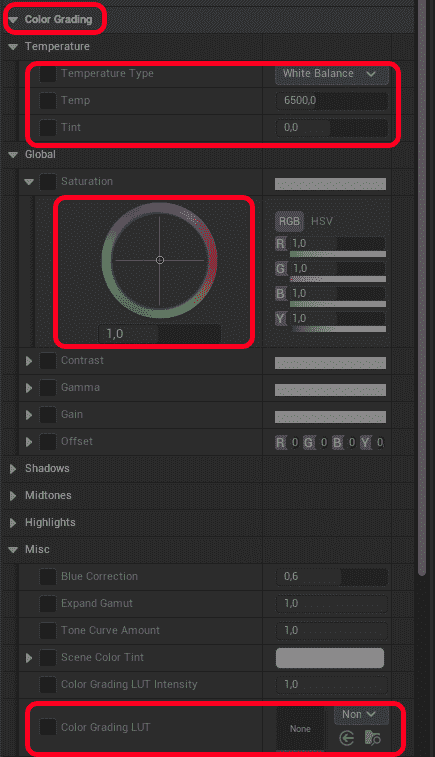 Color Grading
Temperature
Temperature Type White Balance
Temp 6500,0
Tint 0,0
Global
Saturation
RGB HSV
R 1,0
G 1,0
B 1,0
Y 1,0
1,0
Contrast
Gamma
Gain
Offset R 0 G 0 B 0 Y 0
Shadows
Midtones
Highlights
Misc
Blue Correction 0,6
Expand Gamut 1,0
Tone Curve Amount 1,0
Scene Color Tint
Color Grading LUT Intensity 1,0
Color Grading LUT None Non